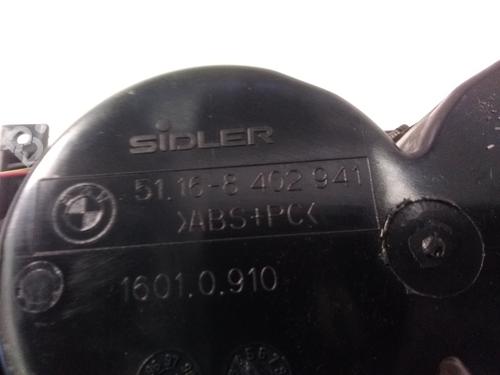 SiDLER
51.16-8 402 941
>ABS+PC<
1601.0.910